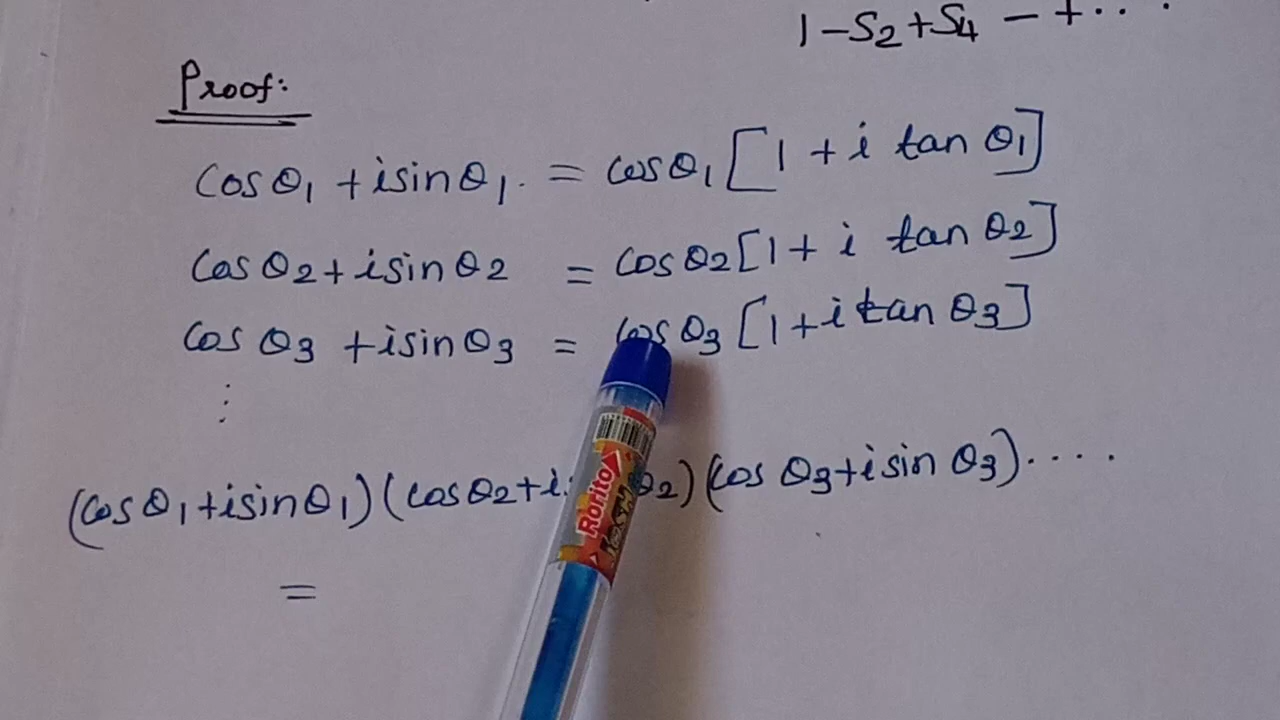 1 - S2 + S4 - + ....
Proof:
cosθ1 + isinθ1. = cosθ1 [1 + i tan θ1]
cosθ2 + isinθ2 = cosθ2 [1 + i tan θ2]
cosθ3 + isinθ3 = cosθ3 [1 + i tan θ3]
⋮
(cosθ1 + isinθ1) (cosθ2 + i θ2) (cosθ3 + isinθ3) .....
=
Rorito